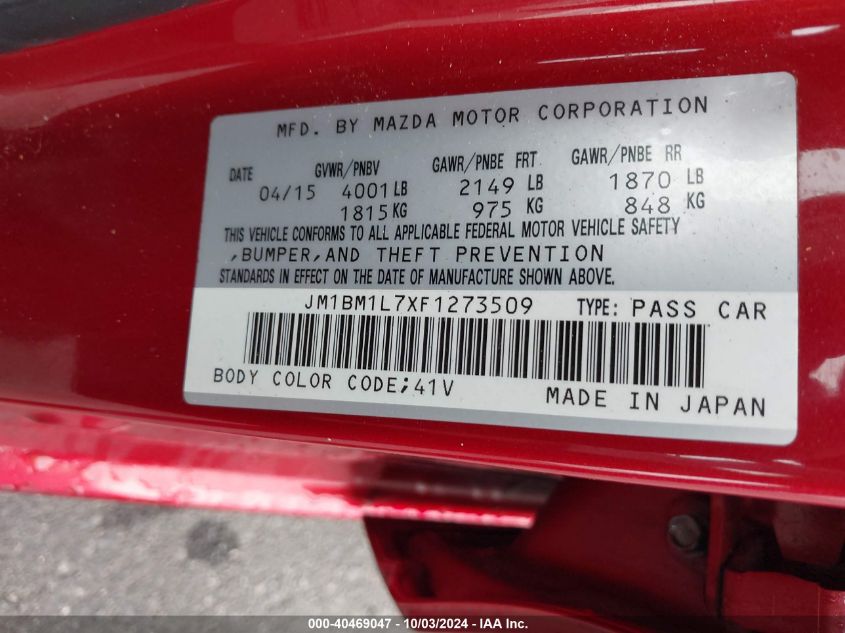 MFD. BY MAZDA MOTOR CORPORATION
DATE GVWR/PNBV GAWR/PNBE FRT GAWR/PNBE RR
04/15 4001 LB 2149 LB 1870 LB
1815 KG 975 KG 848 KG
THIS VEHICLE CONFORMS TO ALL APPLICABLE FEDERAL MOTOR VEHICLE SAFETY
,BUMPER,AND THEFT PREVENTION
STANDARDS IN EFFECT ON THE DATE OF MANUFACTURE SHOWN ABOVE.
JM1BM1L7XF1273509 TYPE: PASS CAR
BODY COLOR CODE;41V MADE IN JAPAN
000-40469047 - 10/03/2024 - IAA Inc.